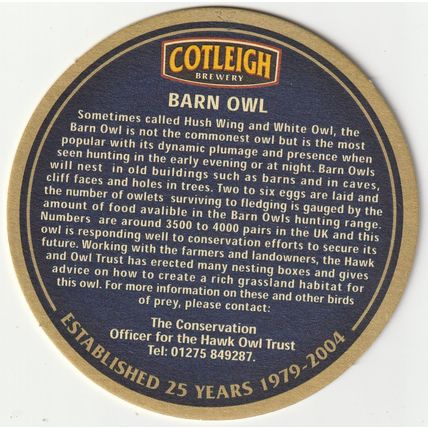 COTLEIGH
BREWERY
BARN OWL
Sometimes called Hush Wing and White Owl, the
Barn Owl is not the commonest owl but is the most
popular with its dynamic plumage and presence when
seen hunting in the early evening or at night. Barn Owls
will nest in old buildings such as barns and in caves,
cliff faces and holes in trees. Two to six eggs are laid and
the number of owlets surviving to fledging is gauged by the
amount of food avalible in the Barn Owls hunting range.
Numbers are around 3500 to 4000 pairs in the UK and this
owl is responding well to conservation efforts to secure its
future. Working with the farmers and landowners, the Hawk
and Owl Trust has erected many nesting boxes and gives
advice on how to create a rich grassland habitat for
this owl. For more information on these and other birds
of prey, please contact:
The Conservation
Officer for the Hawk Owl Trust
Tel: 01275 849287.
ESTABLISHED 25 YEARS 1979-2004